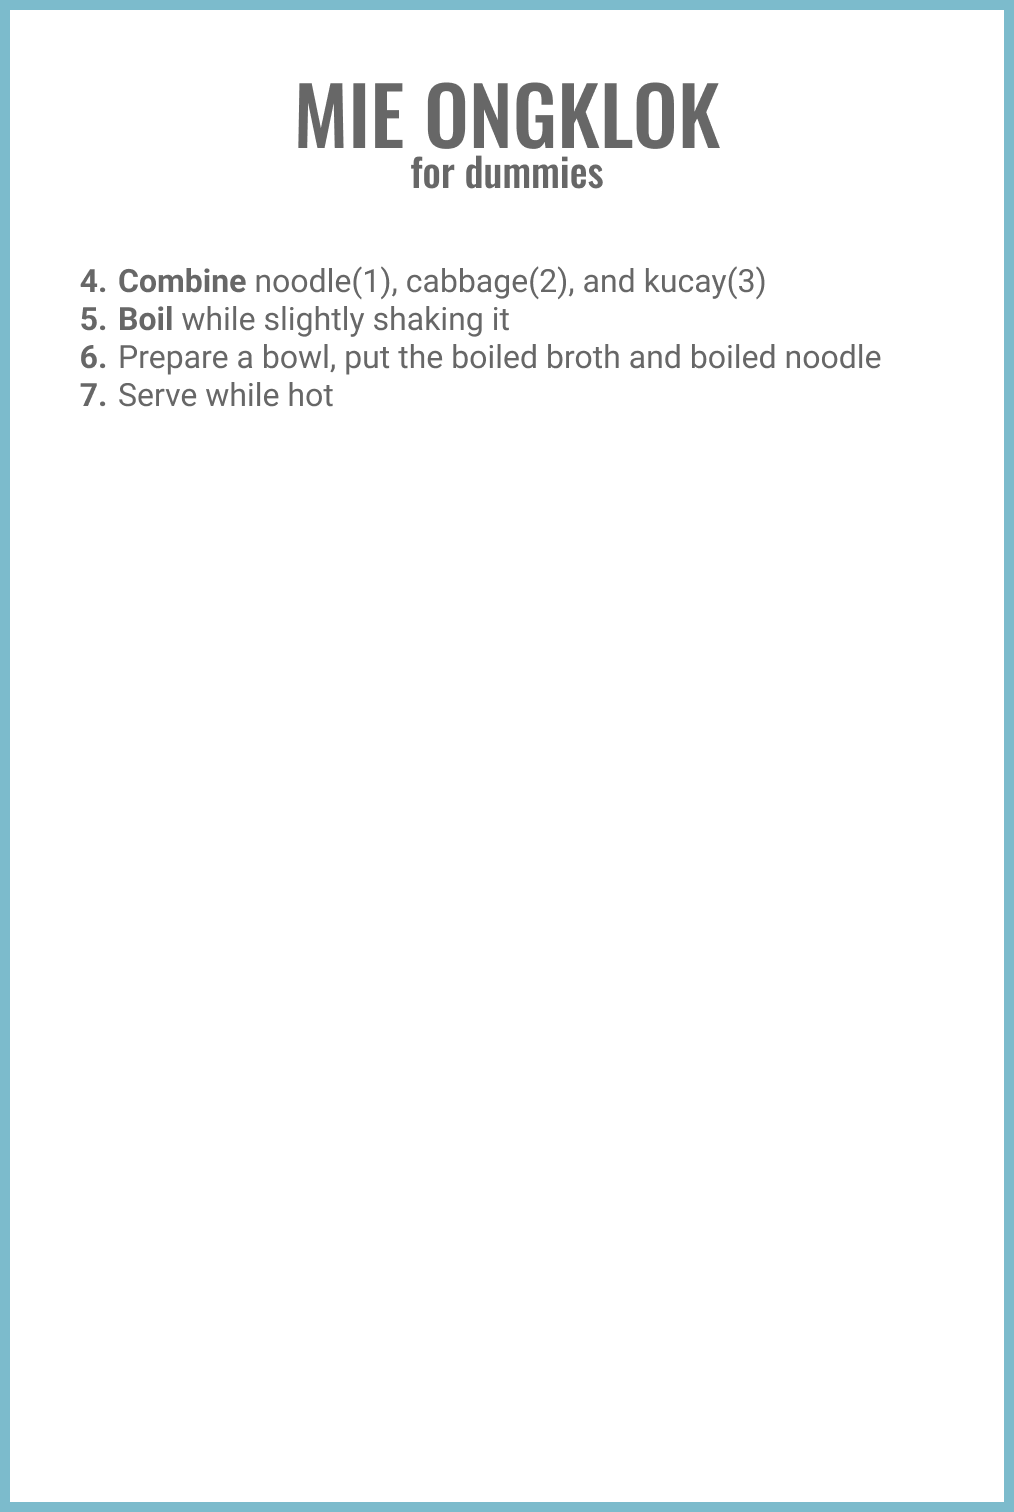 MIE ONGKLOK
for dummies
4. Combine noodle(1), cabbage(2), and kucay(3)
5. Boil while slightly shaking it
6. Prepare a bowl, put the boiled broth and boiled noodle
7. Serve while hot